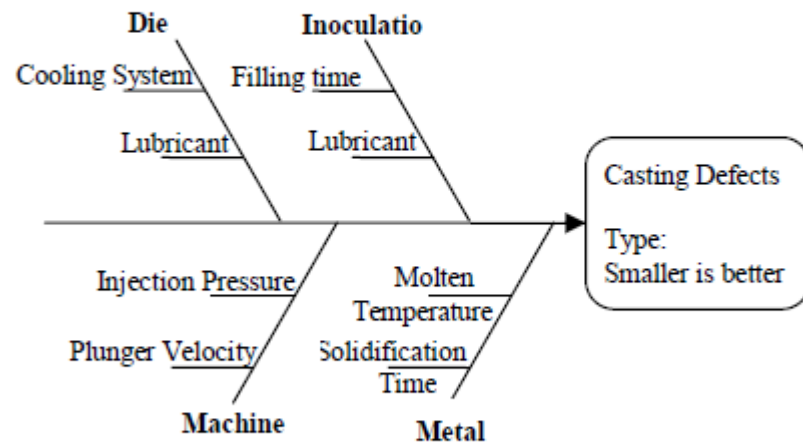 Die
Inoculatio
Cooling System
Filling time
Lubricant
Lubricant
Casting Defects
Type:
Smaller is better
Injection Pressure
Molten
Temperature
Plunger Velocity
Solidification
Time
Machine
Metal